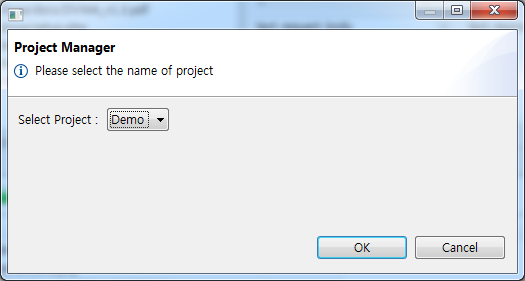 Project Manager
Please select the name of project
Select Project : Demo
OK Cancel